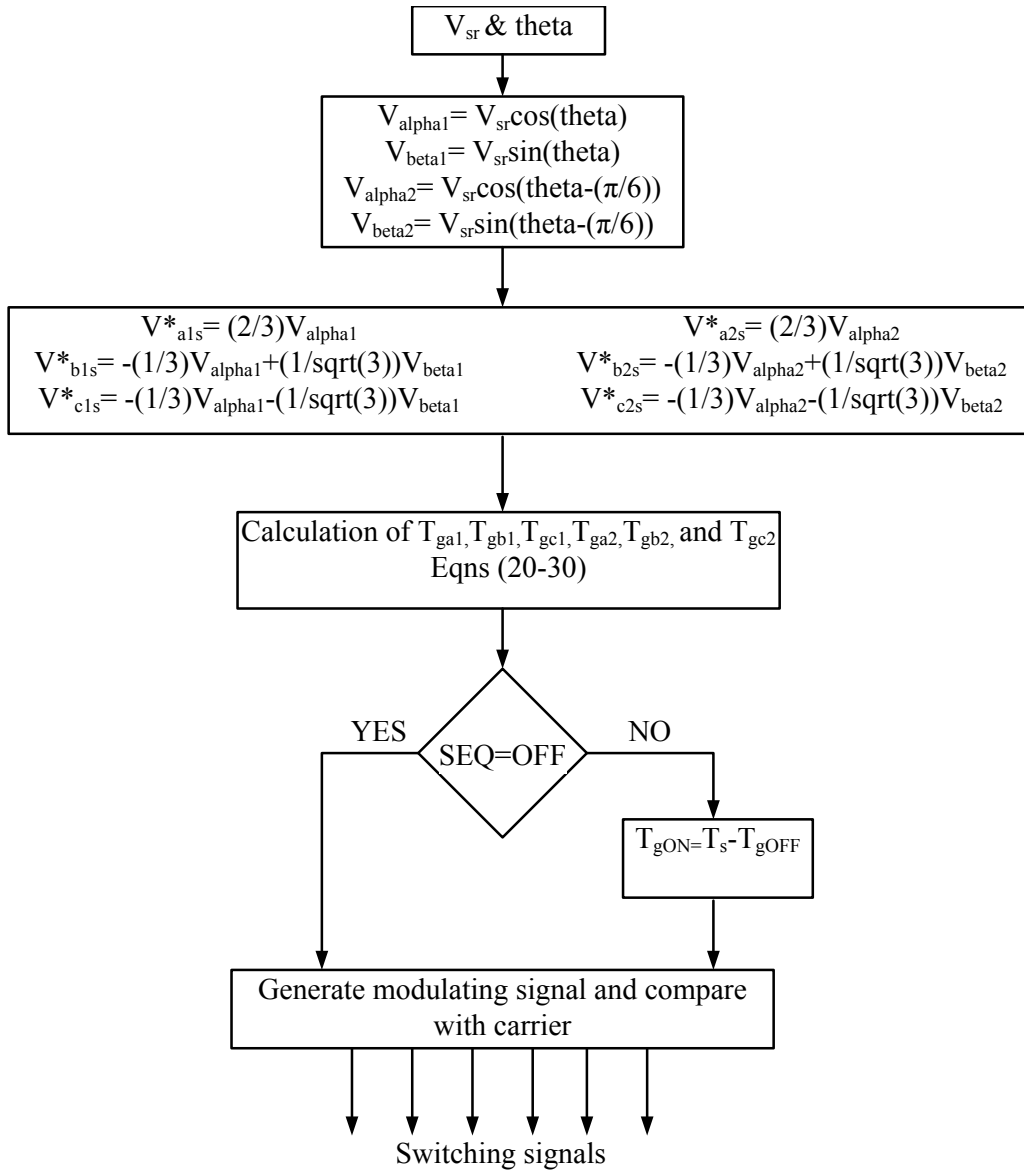 V_sr & theta
V_alpha1= V_sr cos(theta)
V_beta1= V_sr sin(theta)
V_alpha2= V_sr cos(theta-(π/6))
V_beta2= V_sr sin(theta-(π/6))
V*_a1s= (2/3)V_alpha1
V*_b1s= -(1/3)V_alpha1+(1/sqrt(3))V_beta1
V*_c1s= -(1/3)V_alpha1-(1/sqrt(3))V_beta1
V*_a2s= (2/3)V_alpha2
V*_b2s= -(1/3)V_alpha2+(1/sqrt(3))V_beta2
V*_c2s= -(1/3)V_alpha2-(1/sqrt(3))V_beta2
Calculation of T_ga1,T_gb1,T_gc1,T_ga2,T_gb2, and T_gc2
Eqns (20-30)
SEQ=OFF
YES
NO
T_gON=T_s-T_gOFF
Generate modulating signal and compare
with carrier
Switching signals